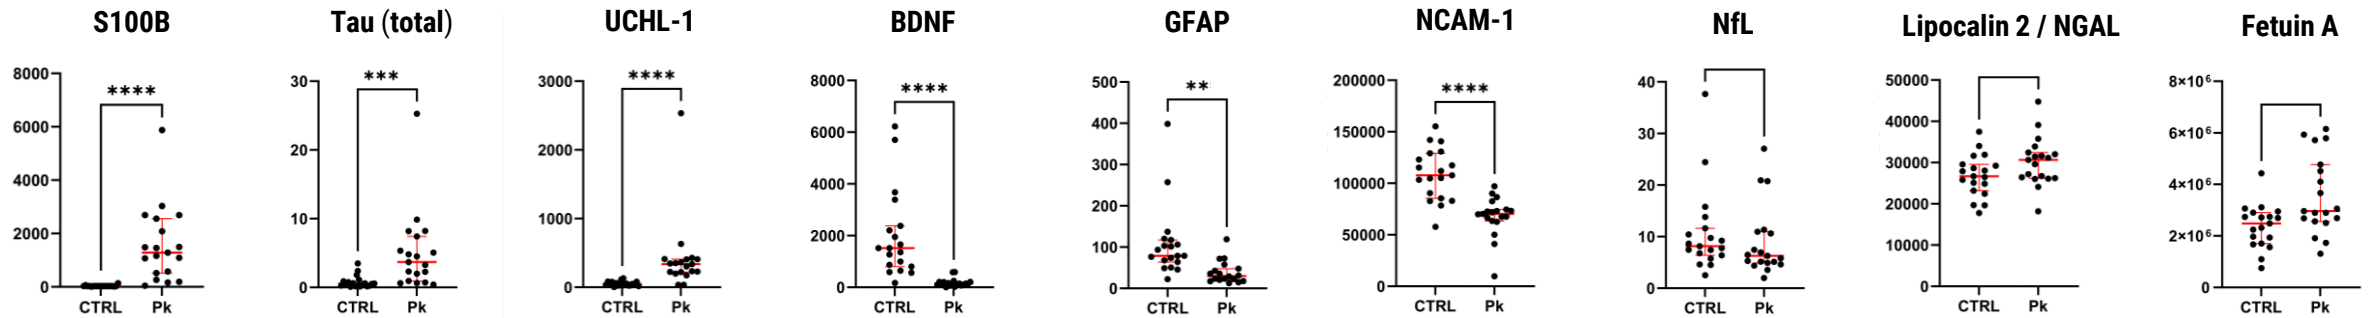 S100B
8000
6000
4000
2000
0
****
CTRL Pk
Tau (total)
30
20
10
0
***
CTRL Pk
UCHL-1
3000
2000
1000
0
****
CTRL Pk
BDNF
8000
6000
4000
2000
0
****
CTRL Pk
GFAP
500
400
300
200
100
0
**
CTRL Pk
NCAM-1
200000
150000
100000
50000
0
****
CTRL Pk
NfL
40
30
20
10
0
CTRL Pk
Lipocalin 2 / NGAL
50000
40000
30000
20000
10000
0
CTRL Pk
Fetuin A
8×10⁶
6×10⁶
4×10⁶
2×10⁶
0
CTRL Pk